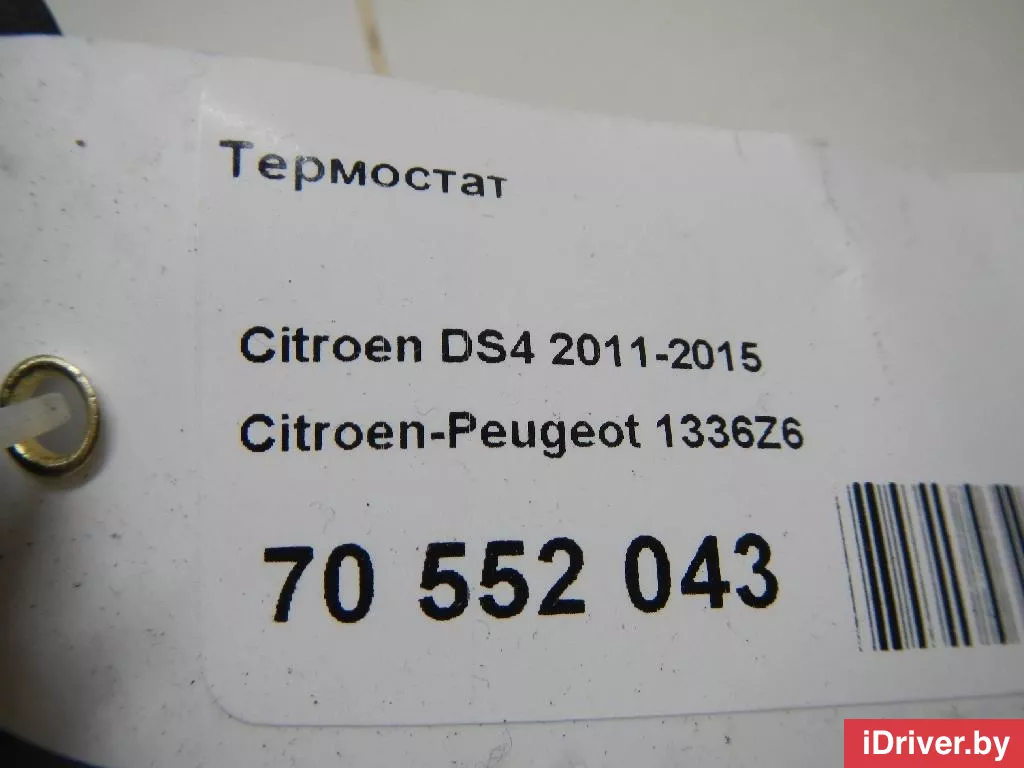 Термостат
Citroen DS4 2011-2015
Citroen-Peugeot 1336Z6
70 552 043
iDriver.by